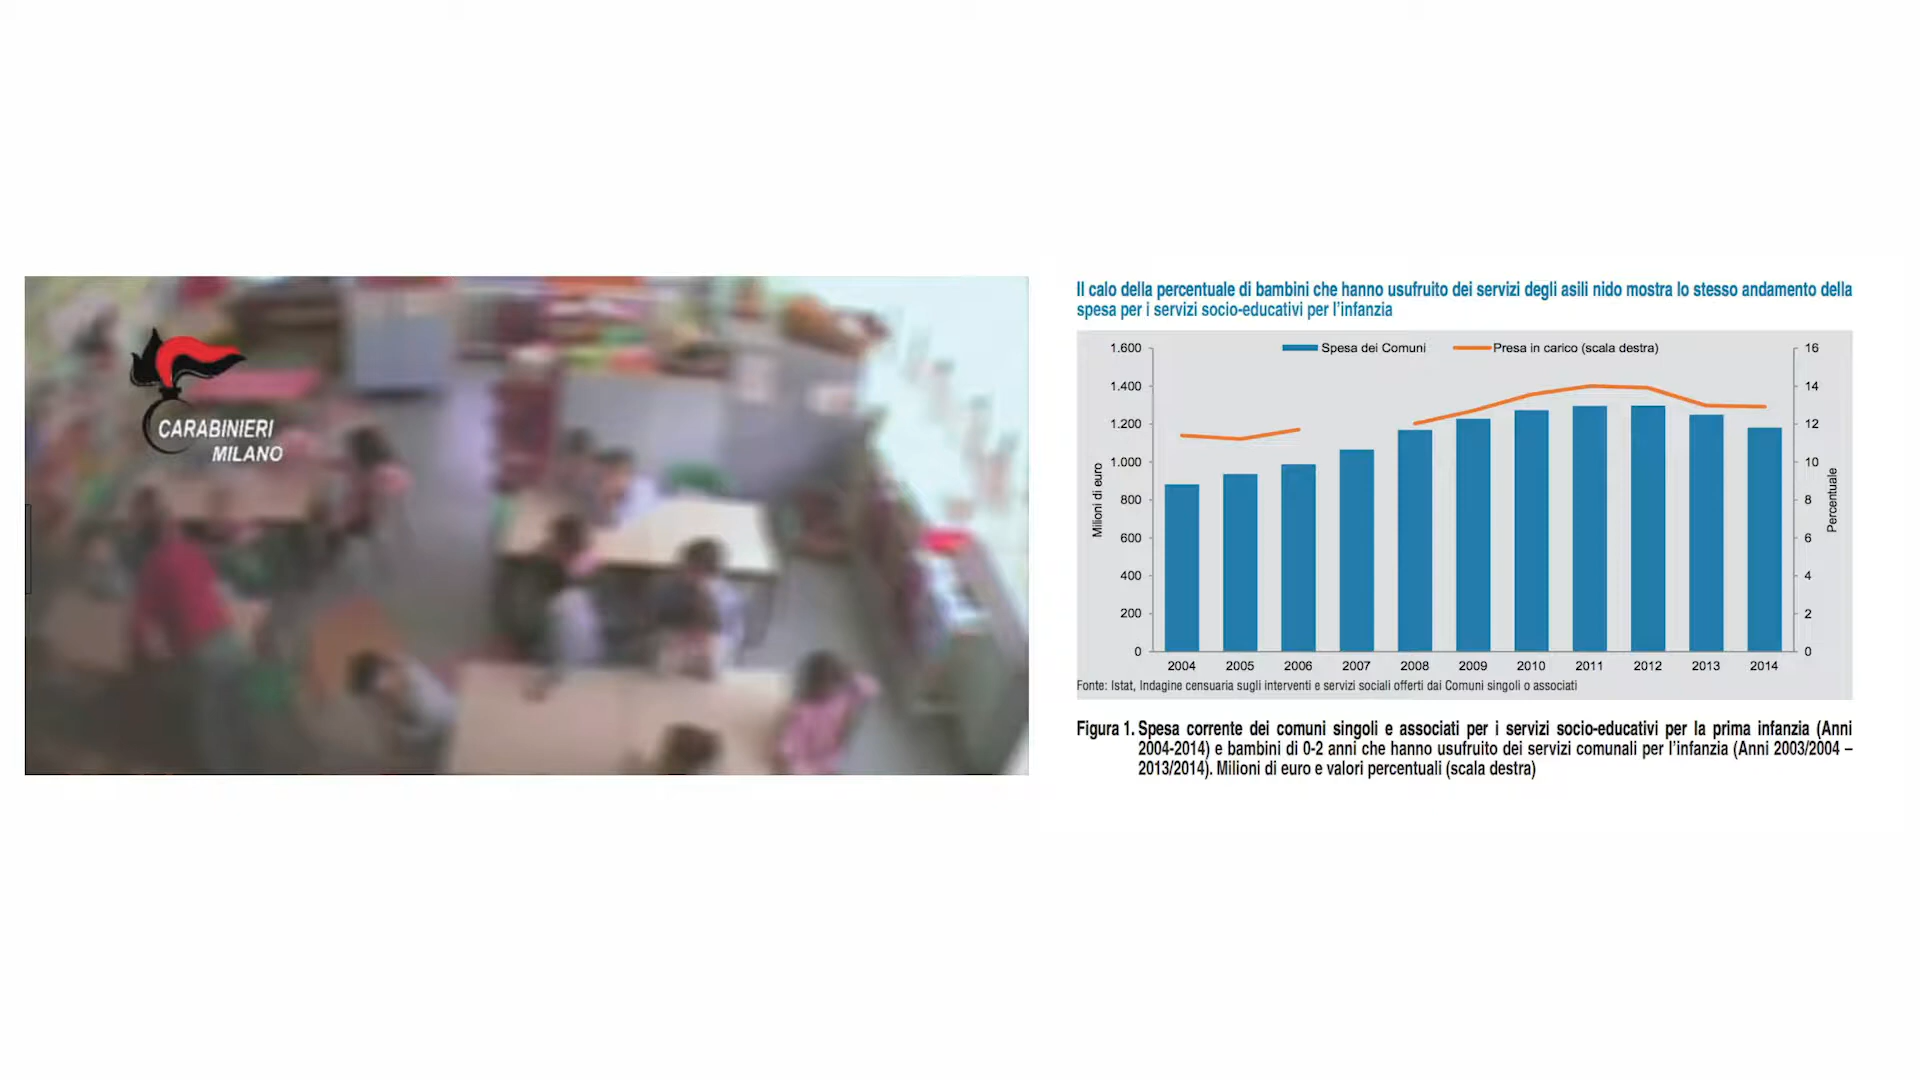 CARABINIERI
MILANO
Il calo della percentuale di bambini che hanno usufruito dei servizi degli asili nido mostra lo stesso andamento della
spesa per i servizi socio-educativi per l'infanzia
Spesa dei Comuni
Presa in carico (scala destra)
Milioni di euro
1.600
1.400
1.200
1.000
800
600
400
200
0
16
14
12
10
8
6
4
2
0
Percentuale
2004 2005 2006 2007 2008 2009 2010 2011 2012 2013 2014
Fonte: Istat, Indagine censuaria sugli interventi e servizi sociali offerti dai Comuni singoli o associati
Figura 1. Spesa corrente dei comuni singoli e associati per i servizi socio-educativi per la prima infanzia (Anni
2004-2014) e bambini di 0-2 anni che hanno usufruito dei servizi comunali per l'infanzia (Anni 2003/2004 –
2013/2014). Milioni di euro e valori percentuali (scala destra)